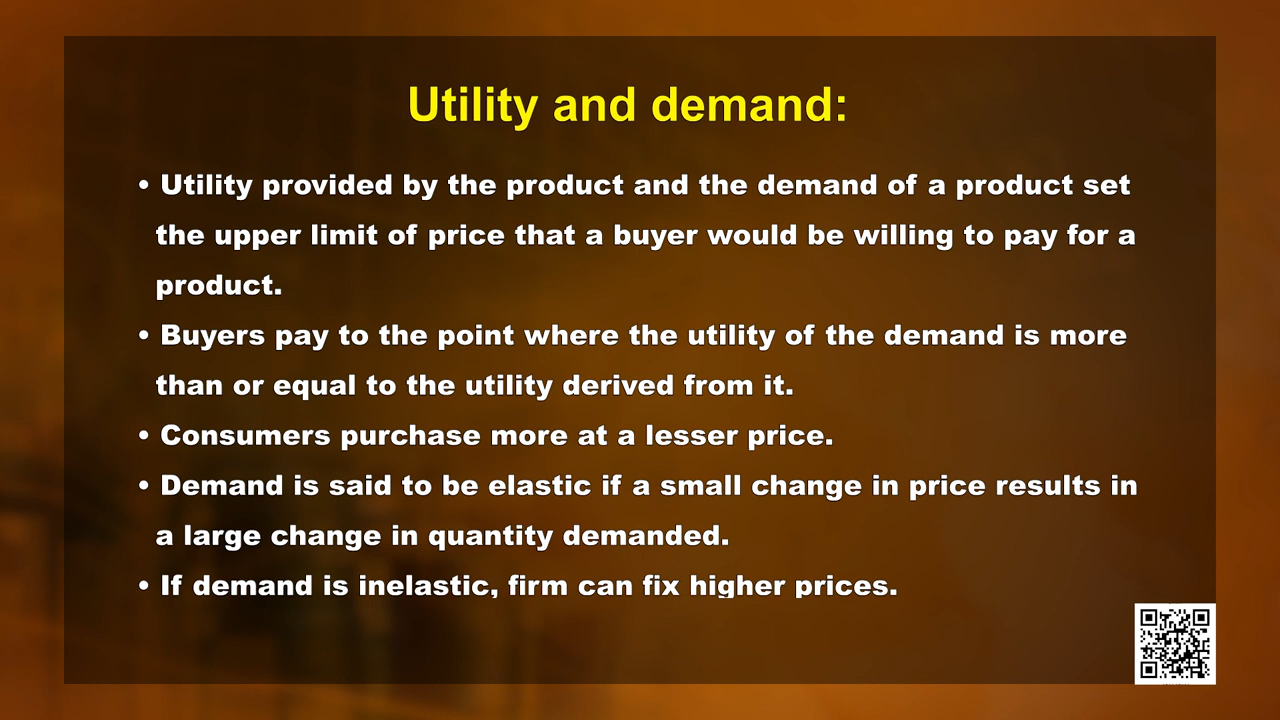 Utility and demand:
• Utility provided by the product and the demand of a product set
the upper limit of price that a buyer would be willing to pay for a
product.
• Buyers pay to the point where the utility of the demand is more
than or equal to the utility derived from it.
• Consumers purchase more at a lesser price.
• Demand is said to be elastic if a small change in price results in
a large change in quantity demanded.
• If demand is inelastic, firm can fix higher prices.